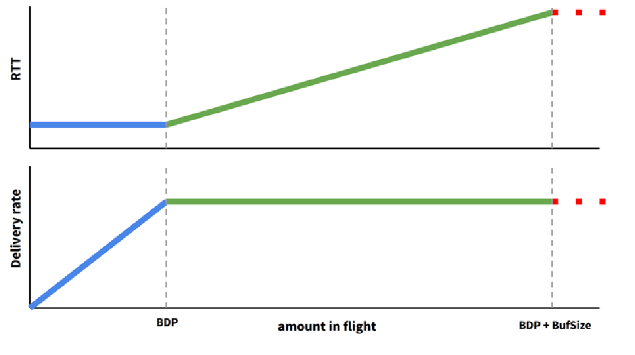 RTT
Delivery rate
BDP
amount in flight
BDP + BufSize